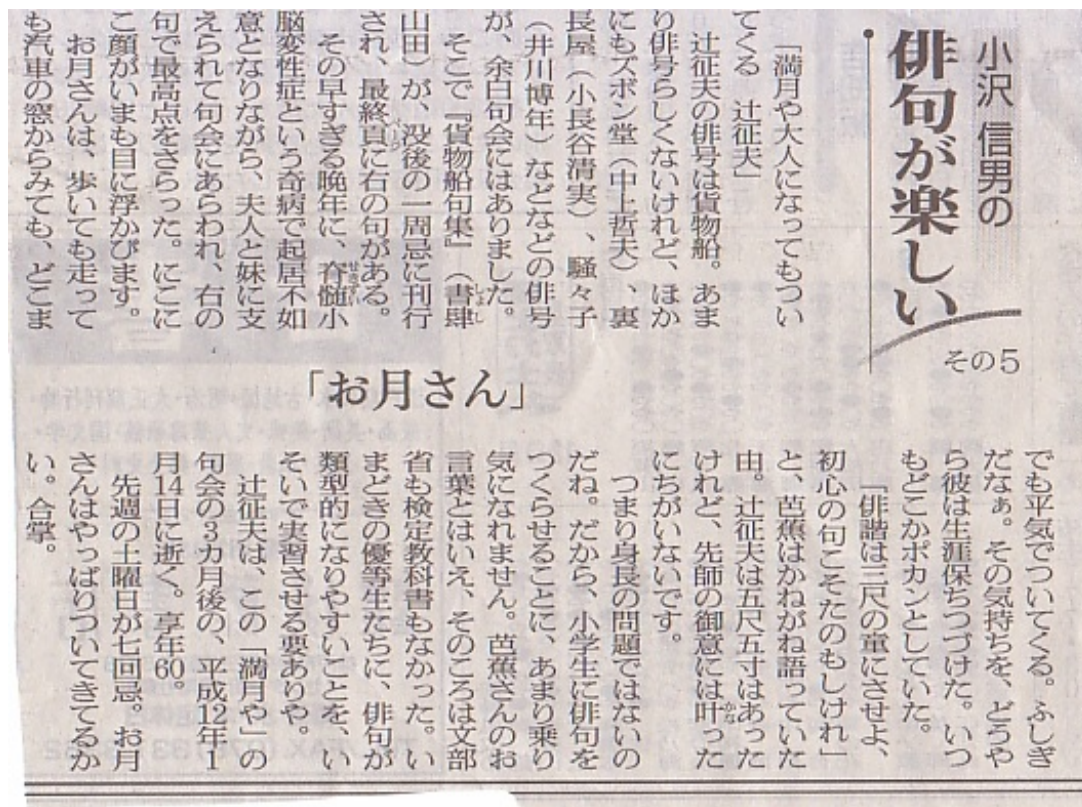 小沢 信男の
俳句が楽しい
その5
「お月さん」
「満月や大人になってもつい
てくる 辻征夫」
辻征夫の俳号は貨物船。あま
り俳号らしくないけれど、ほか
にもズボン堂(中上哲夫)裏
長屋(小長谷清実)、騒々子
(井川博年)などなどの俳号
が、余白句会にはありました。
そこで『貨物船句集』(書肆
山田)が、没後の一周忌に刊行
され、最終頁に右の句がある。
その早すぎる晩年に、脊髄小
脳変性症という奇病で起居不如
意となりながら、夫人と妹に支
えられて句会にあらわれ、右の
句で最高点をさらった。にこに
こ顔がいまも目に浮かびます。
お月さんは、歩いても走って
も汽車の窓からみても、どこま
でも平気でついてくる。ふしぎ
だなぁ。その気持ちを、どうや
ら彼は生涯保ちつづけた。いつ
もどこかポカンとしていた。
「俳諧は三尺の童にさせよ、
初心の句こそたのもしけれ」
と、芭蕉はかねがね語っていた
由。辻征夫は五尺五寸はあった
けれど、先師の御意には叶った
にちがいないです。
つまり身長の問題ではないの
だね。だから、小学生に俳句を
つくらせることに、あまり乗り
気になれません。芭蕉さんのお
言葉とはいえ、そのころは文部
省も検定教科書もなかった。い
まどきの優等生たちに、俳句が
類型的になりやすいことを、い
そいで実習させる要ありや。
辻征夫は、この「満月や」の
句会の3カ月後の、平成12年1
月14日に逝く。享年60。
先週の土曜日が七回忌。お月
さんはやっぱりついてきてるか
い。合掌。